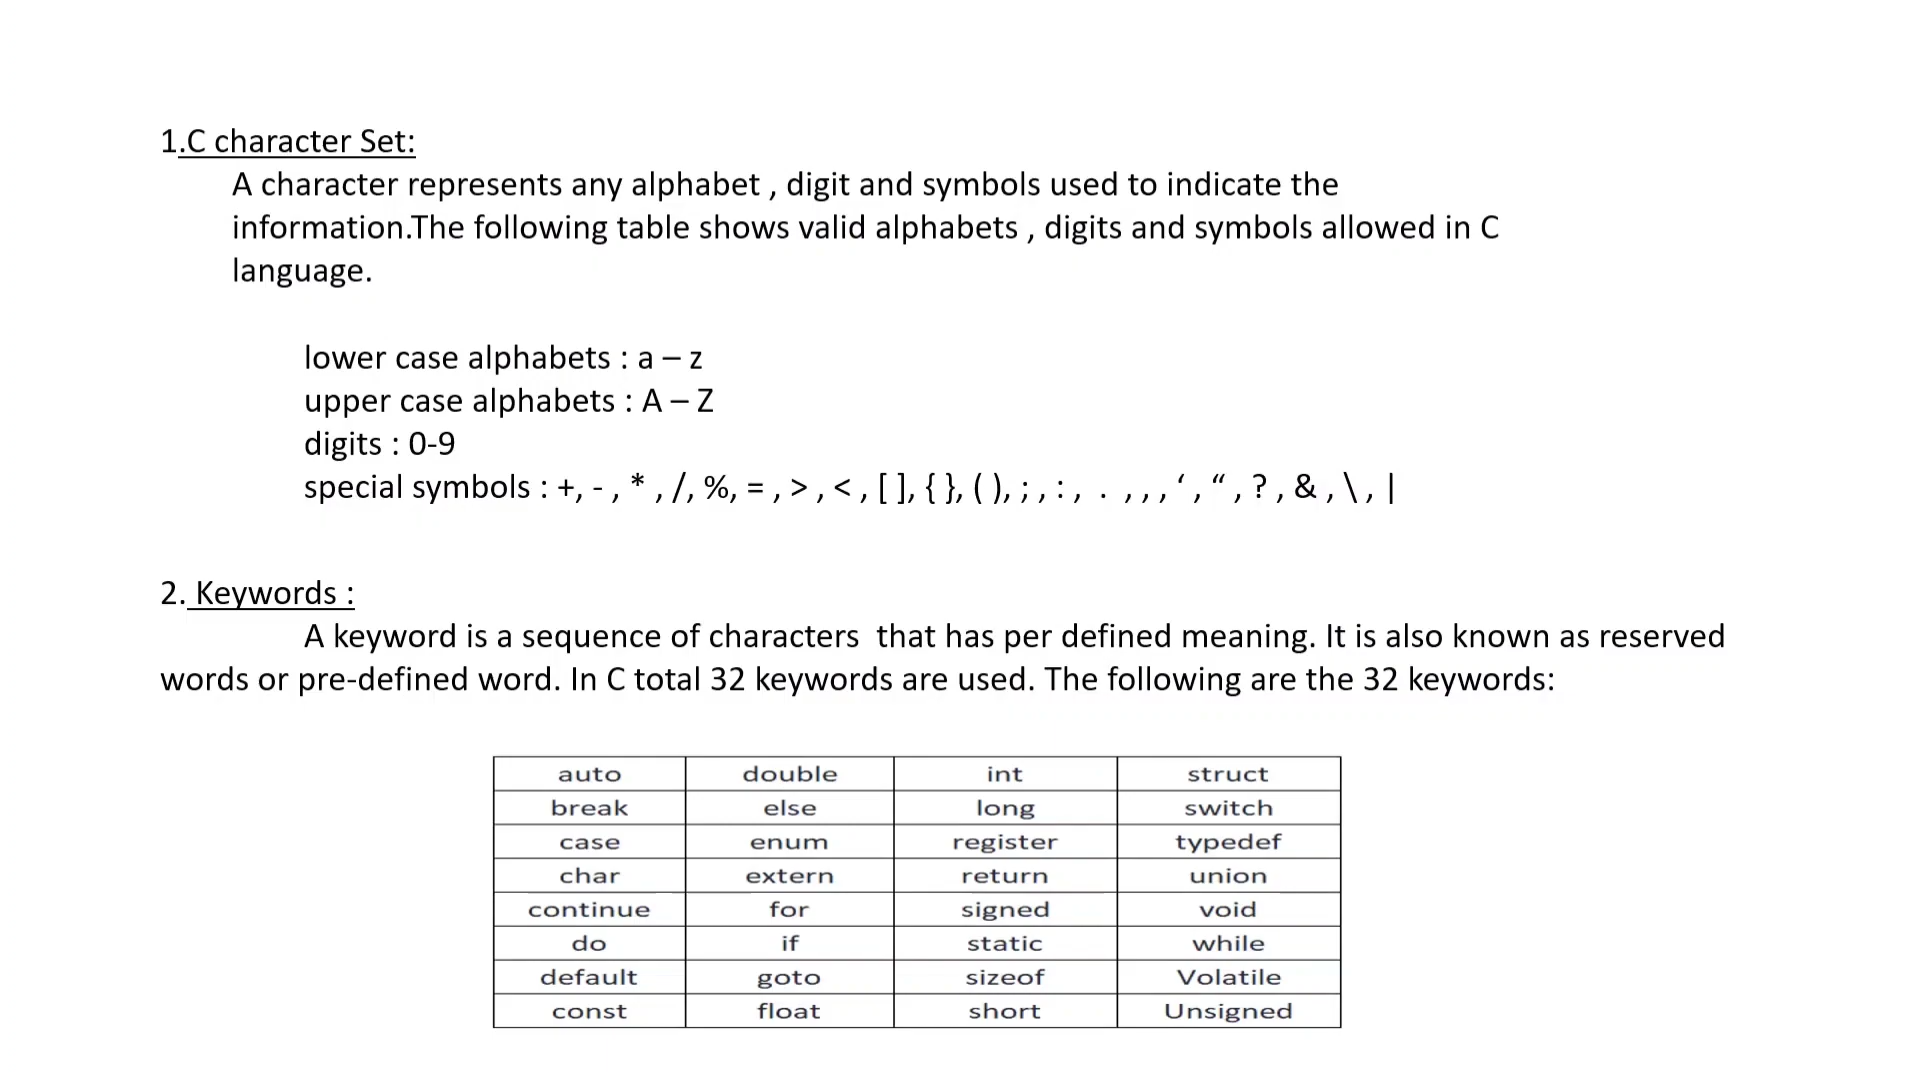 1.C character Set:
A character represents any alphabet , digit and symbols used to indicate the
information.The following table shows valid alphabets , digits and symbols allowed in C
language.
lower case alphabets : a – z
upper case alphabets : A – Z
digits : 0-9
special symbols : +, - , * , /, %, = , > , < , [ ], { }, ( ), ; , : ,  . , , , ‘ , “ , ? , & , \ , |
2. Keywords :
A keyword is a sequence of characters  that has per defined meaning. It is also known as reserved
words or pre-defined word. In C total 32 keywords are used. The following are the 32 keywords:
auto double int struct
break else long switch
case enum register typedef
char extern return union
continue for signed void
do if static while
default goto sizeof Volatile
const float short Unsigned